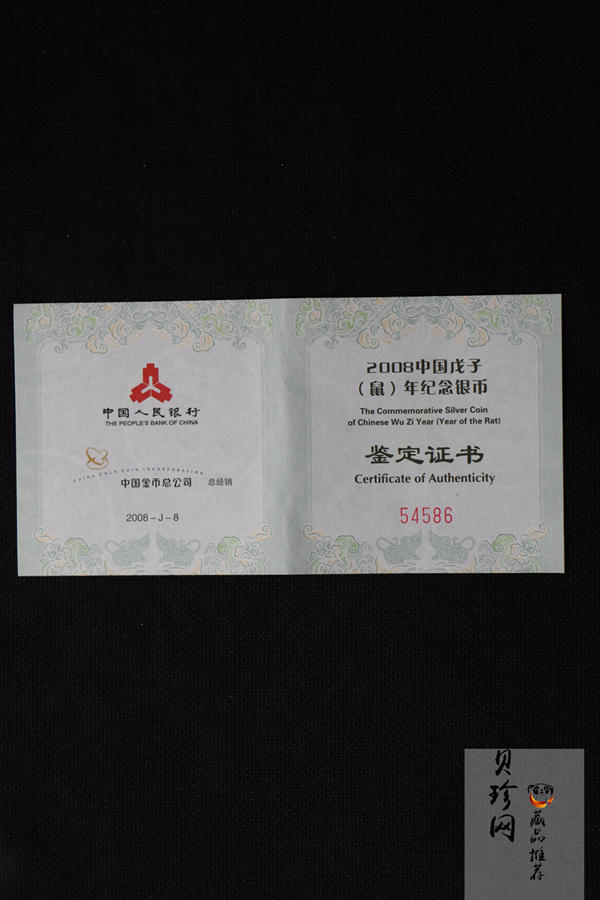 中国人民银行
THE PEOPLE'S BANK OF CHINA
CHINA GOLD COIN INCORPORATION
中国金币总公司 总经销
2008-J-8
2008中国戊子
(鼠)年纪念银币
The Commemorative Silver Coin
of Chinese Wu Zi Year (Year of the Rat)
鉴定证书
Certificate of Authenticity
54586
贝珍网
藏品推荐